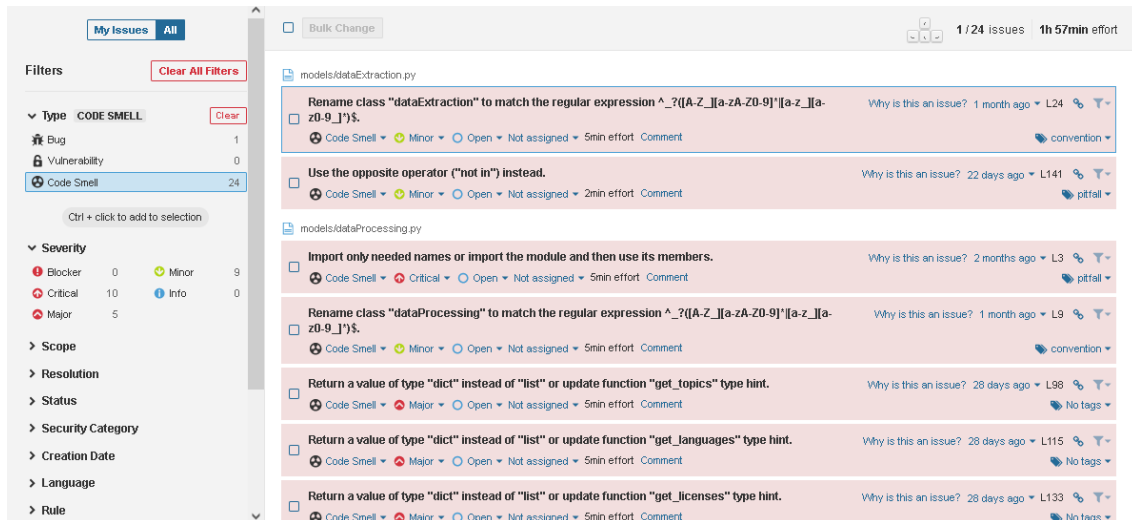 My Issues All
Bulk Change
1 / 24 issues 1h 57min effort
Filters Clear All Filters
Type CODE SMELL Clear
Bug 1
Vulnerability 0
Code Smell 24
Ctrl + click to add to selection
Severity
Blocker 0 Minor 9
Critical 10 Info 0
Major 5
Scope
Resolution
Status
Security Category
Creation Date
Language
Rule
models/dataExtraction.py
Rename class "dataExtraction" to match the regular expression ^_?([A-Z_][a-zA-Z0-9]*|[a-z_][a-
z0-9_]*)$.
Why is this an issue? 1 month ago L24
Code Smell Minor Open Not assigned 5min effort Comment
convention
Use the opposite operator ("not in") instead.
Why is this an issue? 22 days ago L141
Code Smell Minor Open Not assigned 2min effort Comment
pitfall
models/dataProcessing.py
Import only needed names or import the module and then use its members.
Why is this an issue? 2 months ago L3
Code Smell Critical Open Not assigned 5min effort Comment
pitfall
Rename class "dataProcessing" to match the regular expression ^_?([A-Z_][a-zA-Z0-9]*|[a-z_][a-
z0-9_]*)$.
Why is this an issue? 1 month ago L9
Code Smell Minor Open Not assigned 5min effort Comment
convention
Return a value of type "dict" instead of "list" or update function "get_topics" type hint.
Why is this an issue? 28 days ago L98
Code Smell Major Open Not assigned 5min effort Comment
No tags
Return a value of type "dict" instead of "list" or update function "get_languages" type hint.
Why is this an issue? 28 days ago L115
Code Smell Major Open Not assigned 5min effort Comment
No tags
Return a value of type "dict" instead of "list" or update function "get_licenses" type hint.
Why is this an issue? 28 days ago L133
Code Smell Major Open Not assigned 5min effort Comment
No tags